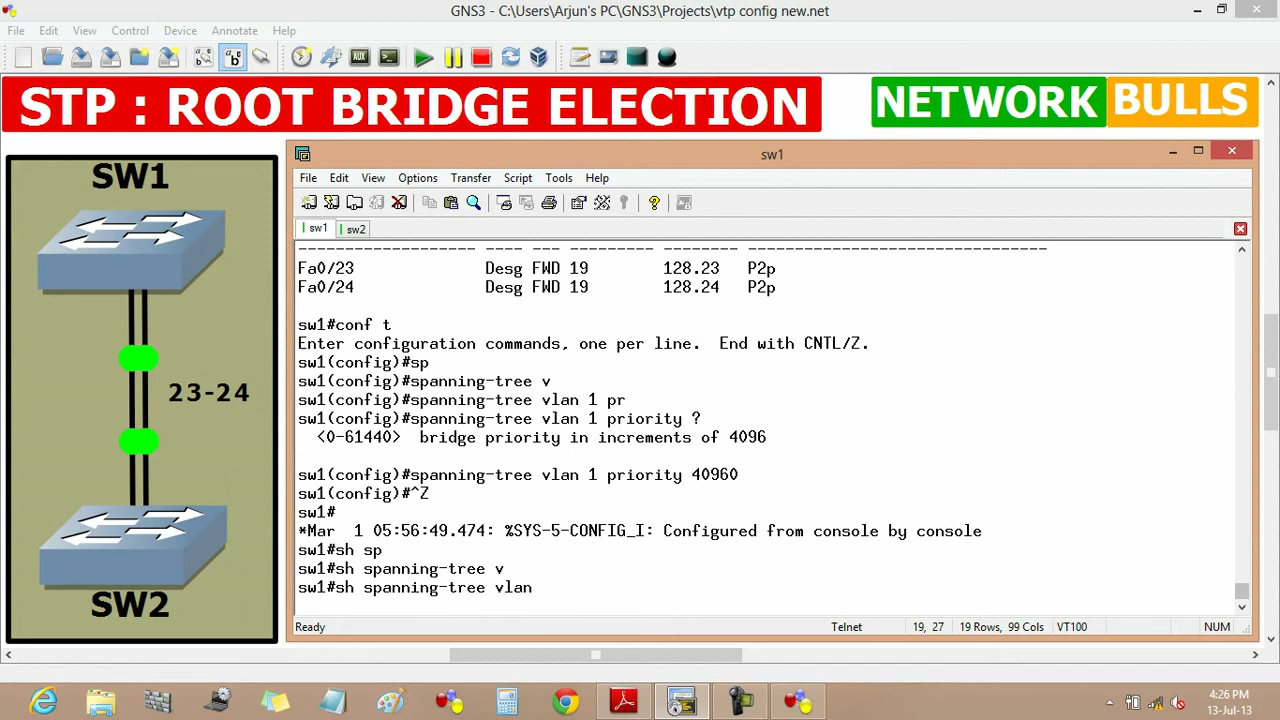 GNS3 - C:\Users\Arjun's PC\GNS3\Projects\vtp config new.net
File Edit View Control Device Annotate Help
STP : ROOT BRIDGE ELECTION
NETWORK BULLS
SW1
23-24
SW2
sw1
File Edit View Options Transfer Script Tools Help
sw1 sw2
------------------- ---- --- --------- -------- --------------------------------
Fa0/23 Desg FWD 19 128.23 P2p
Fa0/24 Desg FWD 19 128.24 P2p
sw1#conf t
Enter configuration commands, one per line. End with CNTL/Z.
sw1(config)#sp
sw1(config)#spanning-tree v
sw1(config)#spanning-tree vlan 1 pr
sw1(config)#spanning-tree vlan 1 priority ?
<0-61440> bridge priority in increments of 4096
sw1(config)#spanning-tree vlan 1 priority 40960
sw1(config)#^Z
sw1#
*Mar 1 05:56:49.474: %SYS-5-CONFIG_I: Configured from console by console
sw1#sh sp
sw1#sh spanning-tree v
sw1#sh spanning-tree vlan
Ready Telnet 19, 27 19 Rows, 99 Cols VT100 NUM
4:26 PM
13-Jul-13